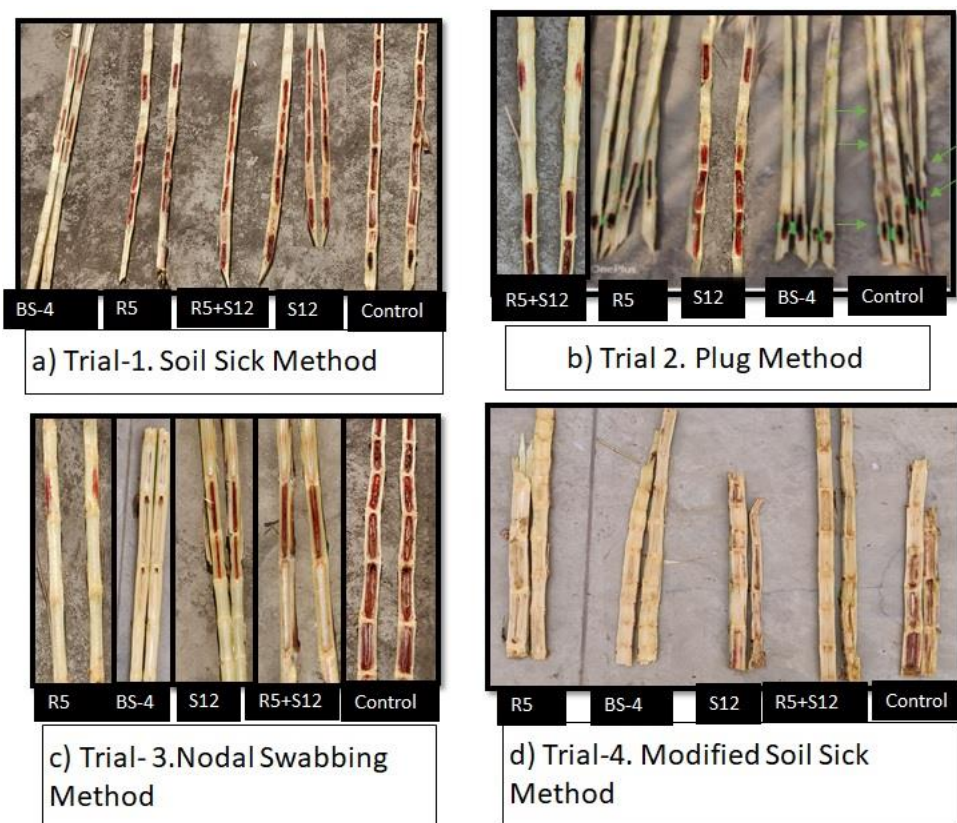 BS-4 R5 R5+S12 S12 Control
a) Trial-1. Soil Sick Method
OnePlus
R5+S12 R5 S12 BS-4 Control
b) Trial 2. Plug Method
R5 BS-4 S12 R5+S12 Control
c) Trial- 3.Nodal Swabbing
Method
R5 BS-4 S12 R5+S12 Control
d) Trial-4. Modified Soil Sick
Method